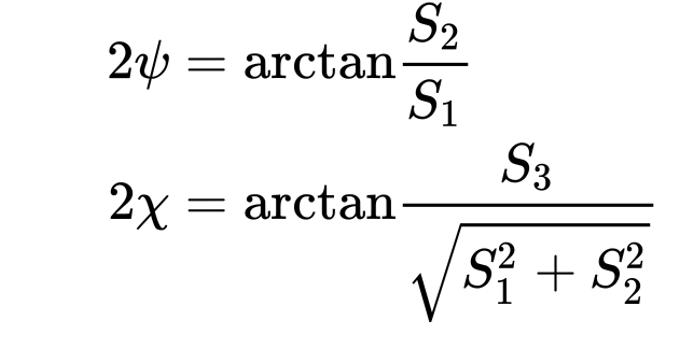 2ψ = arctan S₂/S₁
2χ = arctan S₃/√(S₁² + S₂²)